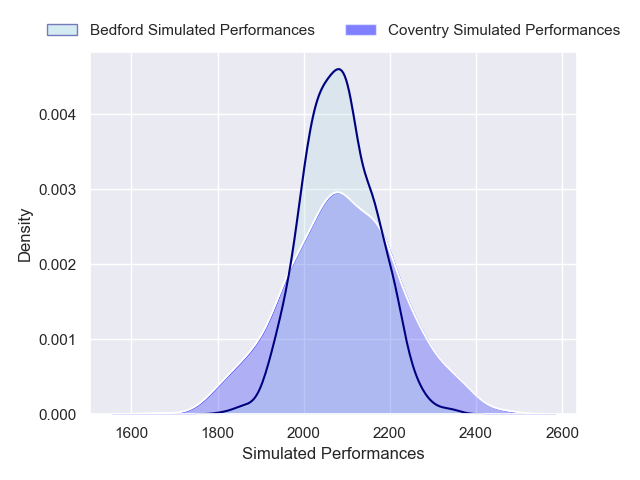 Bedford Simulated Performances Coventry Simulated Performances
0.004
0.003
0.002
0.001
0.000
Density
1600 1800 2000 2200 2400 2600
Simulated Performances